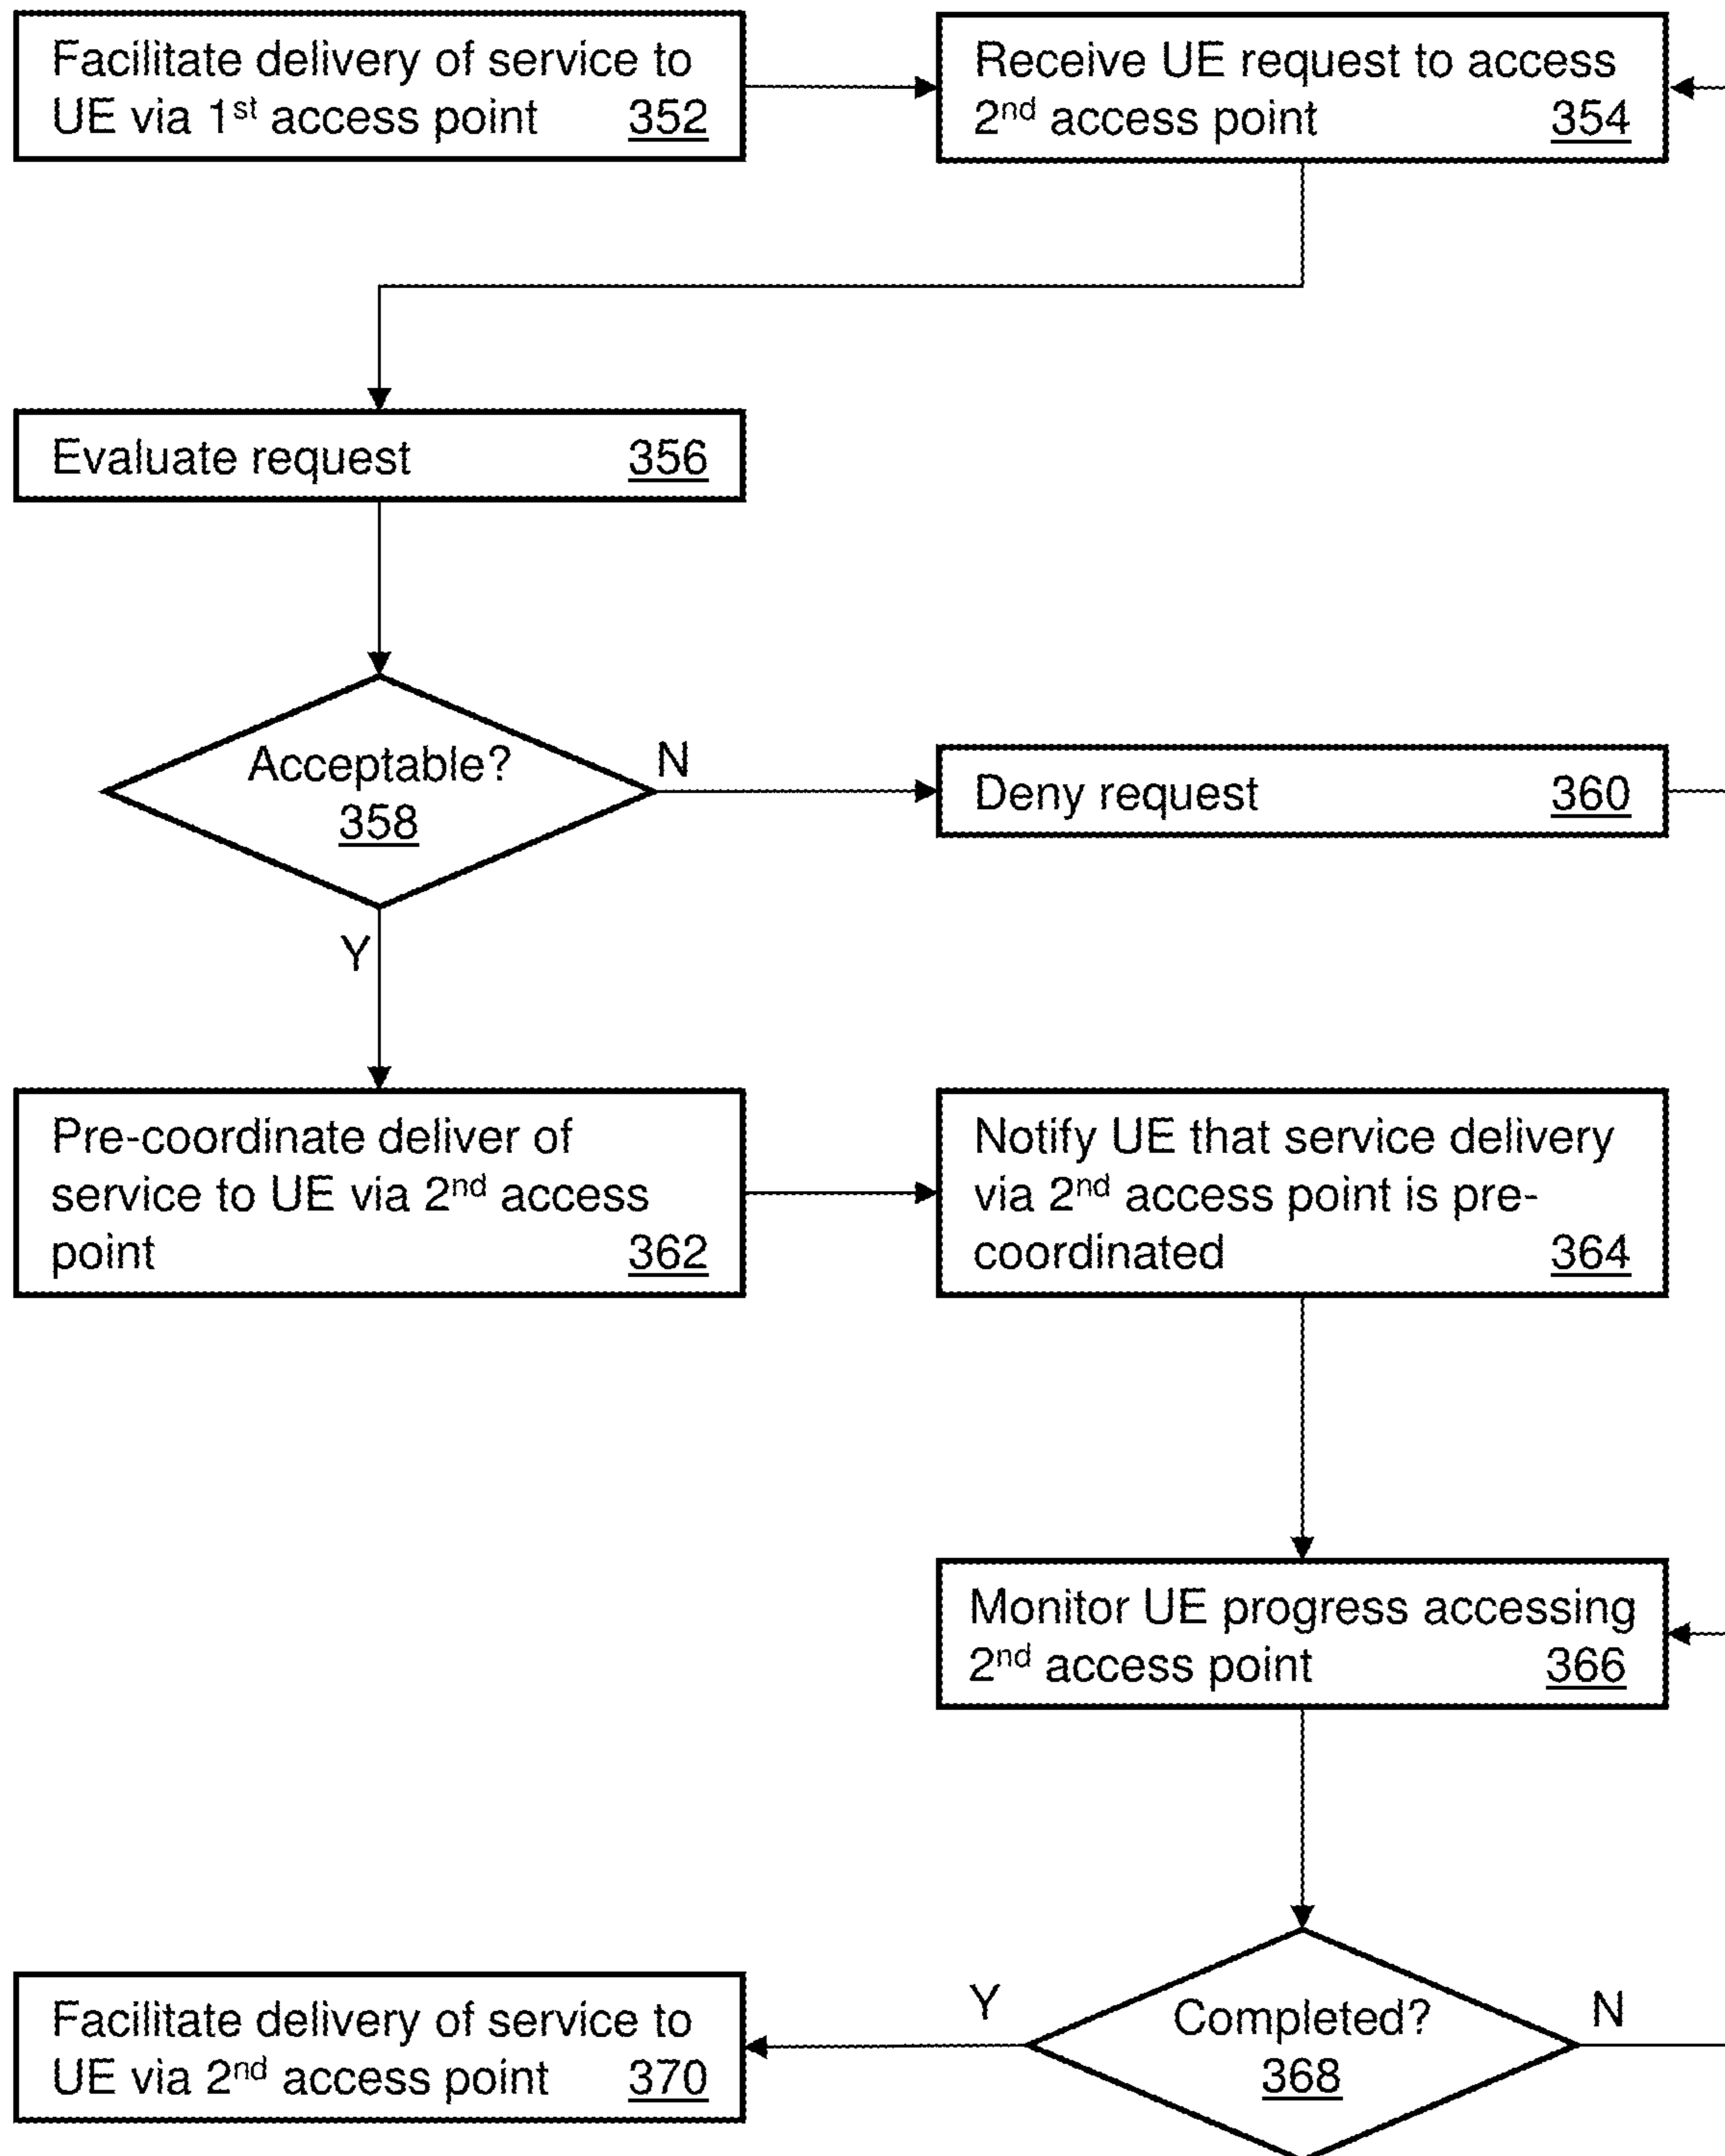 Facilitate delivery of service to
UE via 1st access point 352
Receive UE request to access
2nd access point 354
Evaluate request 356
Acceptable?
358
N
Deny request 360
Y
Pre-coordinate deliver of
service to UE via 2nd access
point 362
Notify UE that service delivery
via 2nd access point is pre-
coordinated 364
Monitor UE progress accessing
2nd access point 366
Facilitate delivery of service to
UE via 2nd access point 370
Y
Completed?
368
N